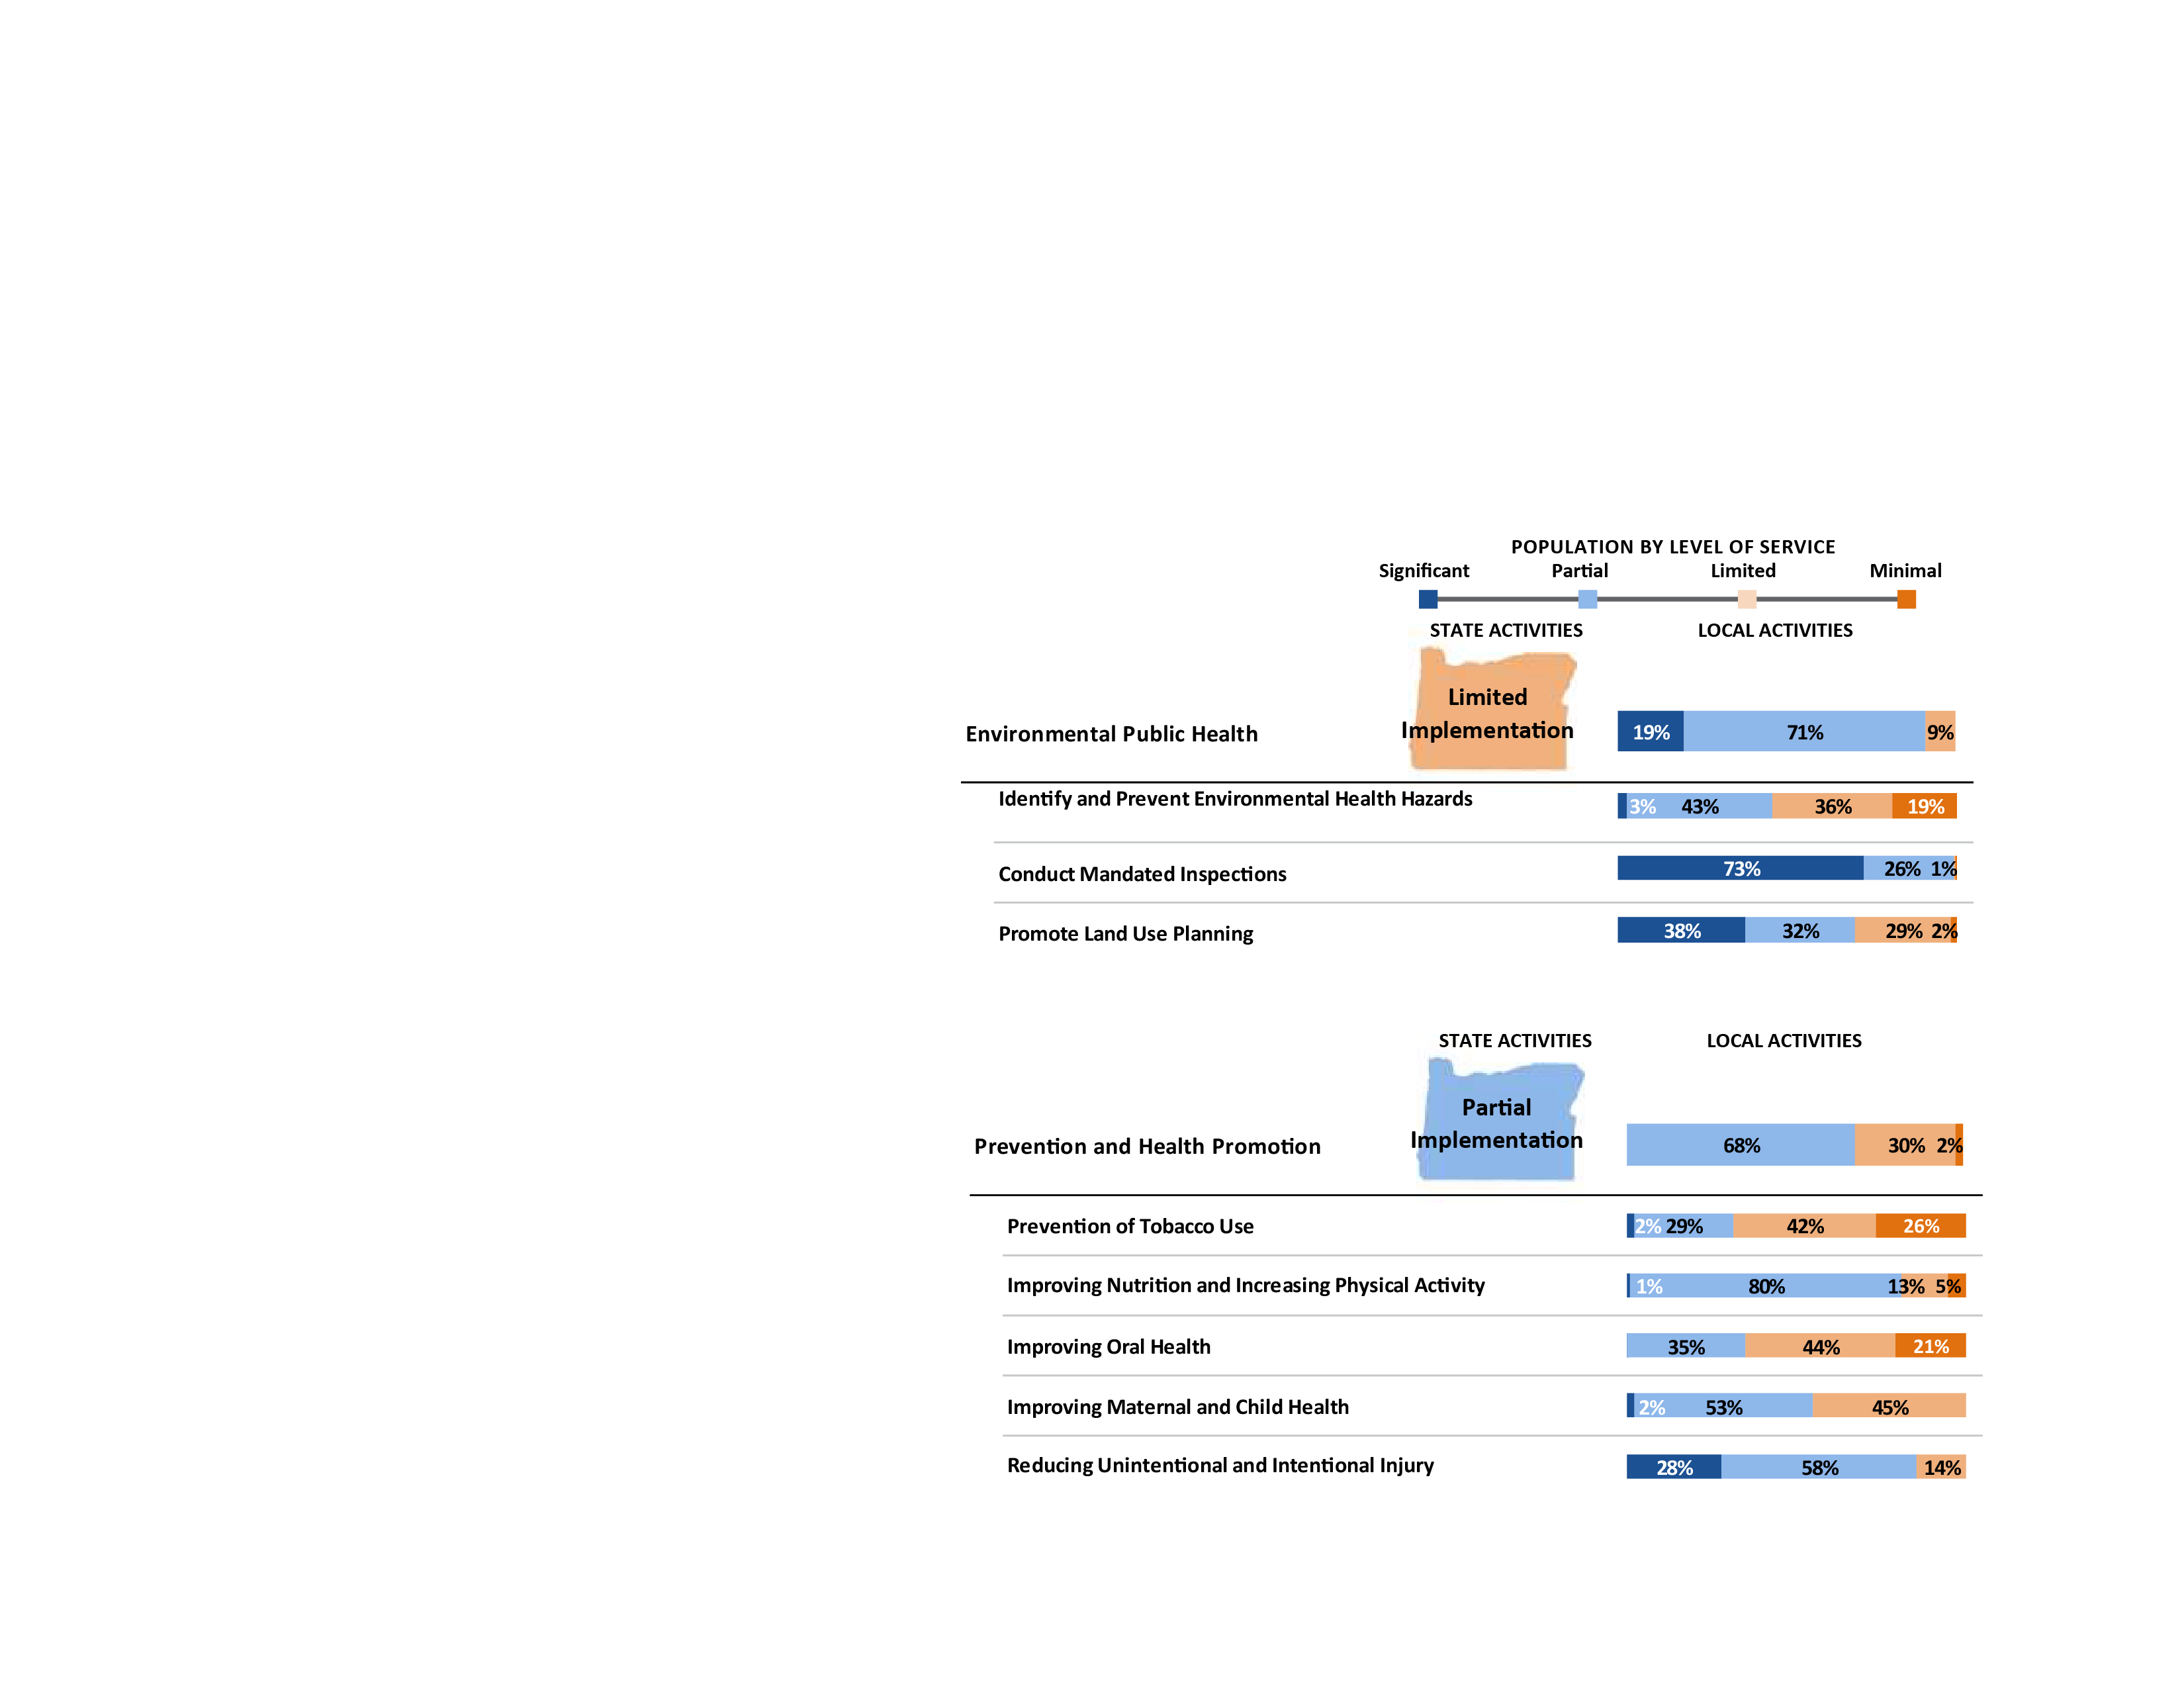 POPULATION BY LEVEL OF SERVICE
Significant Partial Limited Minimal
STATE ACTIVITIES LOCAL ACTIVITIES
Limited
Implementation
Environmental Public Health 19% 71% 9%
Identify and Prevent Environmental Health Hazards 3% 43% 36% 19%
Conduct Mandated Inspections 73% 26% 1%
Promote Land Use Planning 38% 32% 29% 2%
STATE ACTIVITIES LOCAL ACTIVITIES
Partial
Implementation
Prevention and Health Promotion 68% 30% 2%
Prevention of Tobacco Use 2% 29% 42% 26%
Improving Nutrition and Increasing Physical Activity 1% 80% 13% 5%
Improving Oral Health 35% 44% 21%
Improving Maternal and Child Health 2% 53% 45%
Reducing Unintentional and Intentional Injury 28% 58% 14%